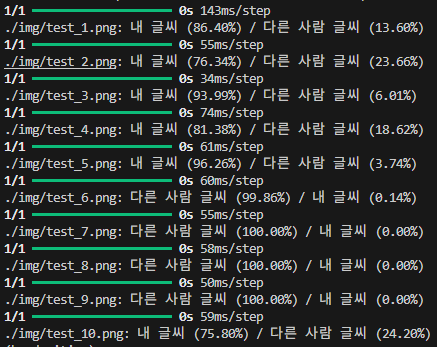 1/1 ━━━━━━━━━━━━━━━━━━━━ 0s 143ms/step
./img/test_1.png: 내 글씨 (86.40%) / 다른 사람 글씨 (13.60%)
1/1 ━━━━━━━━━━━━━━━━━━━━ 0s 55ms/step
./img/test_2.png: 내 글씨 (76.34%) / 다른 사람 글씨 (23.66%)
1/1 ━━━━━━━━━━━━━━━━━━━━ 0s 34ms/step
./img/test_3.png: 내 글씨 (93.99%) / 다른 사람 글씨 (6.01%)
1/1 ━━━━━━━━━━━━━━━━━━━━ 0s 74ms/step
./img/test_4.png: 내 글씨 (81.38%) / 다른 사람 글씨 (18.62%)
1/1 ━━━━━━━━━━━━━━━━━━━━ 0s 61ms/step
./img/test_5.png: 내 글씨 (96.26%) / 다른 사람 글씨 (3.74%)
1/1 ━━━━━━━━━━━━━━━━━━━━ 0s 60ms/step
./img/test_6.png: 다른 사람 글씨 (99.86%) / 내 글씨 (0.14%)
1/1 ━━━━━━━━━━━━━━━━━━━━ 0s 55ms/step
./img/test_7.png: 다른 사람 글씨 (100.00%) / 내 글씨 (0.00%)
1/1 ━━━━━━━━━━━━━━━━━━━━ 0s 58ms/step
./img/test_8.png: 다른 사람 글씨 (100.00%) / 내 글씨 (0.00%)
1/1 ━━━━━━━━━━━━━━━━━━━━ 0s 50ms/step
./img/test_9.png: 다른 사람 글씨 (100.00%) / 내 글씨 (0.00%)
1/1 ━━━━━━━━━━━━━━━━━━━━ 0s 59ms/step
./img/test_10.png: 내 글씨 (75.80%) / 다른 사람 글씨 (24.20%)